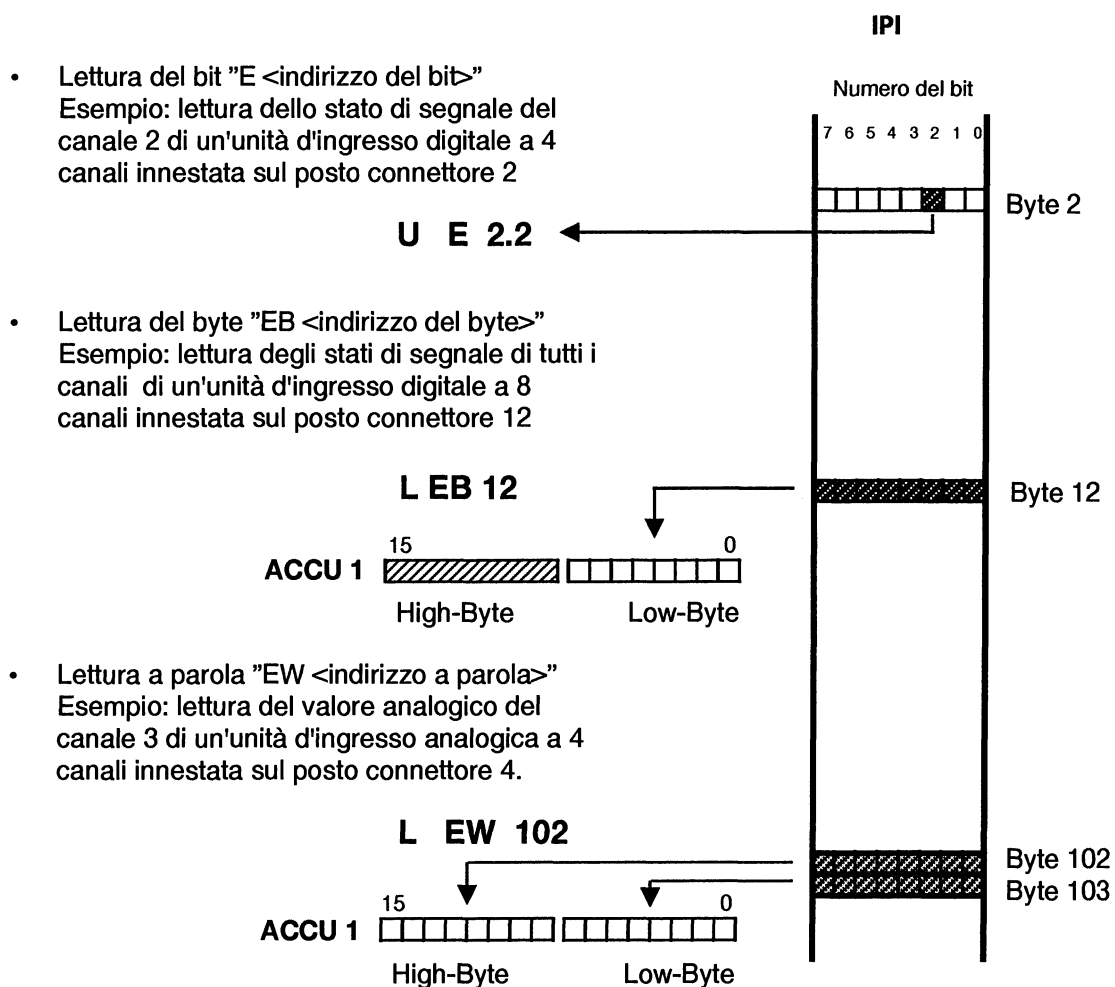 IPI
• Lettura del bit "E <indirizzo del bit>"
Esempio: lettura dello stato di segnale del
canale 2 di un'unità d'ingresso digitale a 4
canali innestata sul posto connettore 2
Numero del bit
7 6 5 4 3 2 1 0
Byte 2
U E 2.2
• Lettura del byte "EB <indirizzo del byte>"
Esempio: lettura degli stati di segnale di tutti i
canali di un'unità d'ingresso digitale a 8
canali innestata sul posto connettore 12
L EB 12
Byte 12
15 0
ACCU 1
High-Byte Low-Byte
• Lettura a parola "EW <indirizzo a parola>"
Esempio: lettura del valore analogico del
canale 3 di un'unità d'ingresso analogica a 4
canali innestata sul posto connettore 4.
L EW 102
Byte 102
Byte 103
15 0
ACCU 1
High-Byte Low-Byte